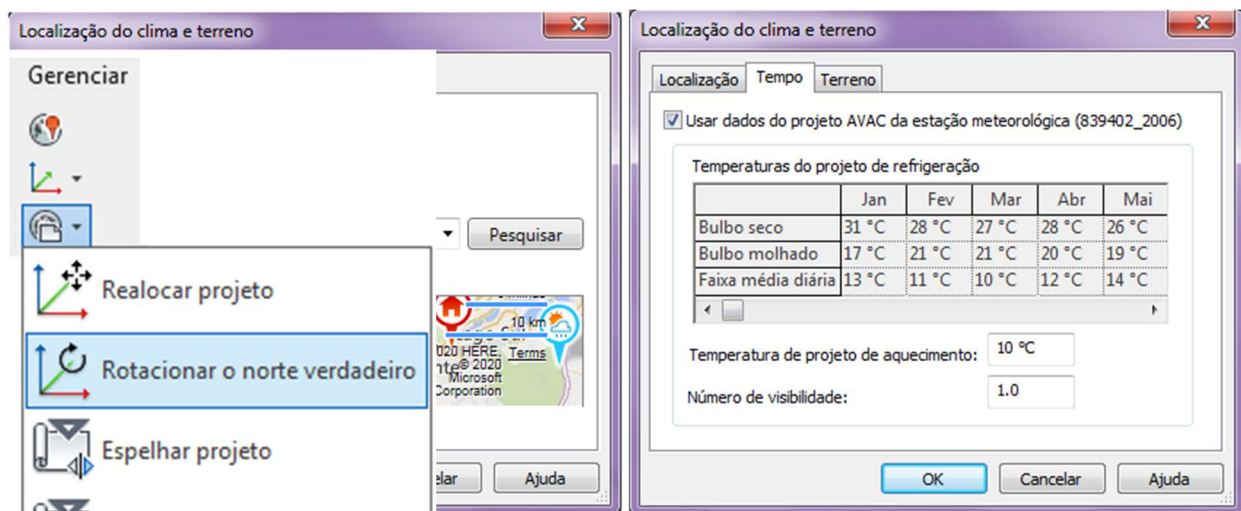 Localização do clima e terreno
Gerenciar
Pesquisar
Realocar projeto
10 km
2020 HERE, Terms
© 2020
Rotacionar o norte verdadeiro
Microsoft
Corporation
Espelhar projeto
elar
Ajuda
Localização do clima e terreno
Localização Tempo Terreno
Usar dados do projeto AVAC da estação meteorológica (839402_2006)
Temperaturas do projeto de refrigeração
Jan Fev Mar Abr Mai
Bulbo seco 31 °C 28 °C 27 °C 28 °C 26 °C
Bulbo molhado 17 °C 21 °C 21 °C 20 °C 19 °C
Faixa média diária 13 °C 11 °C 10 °C 12 °C 14 °C
Temperatura de projeto de aquecimento: 10 °C
Número de visibilidade: 1.0
OK Cancelar Ajuda